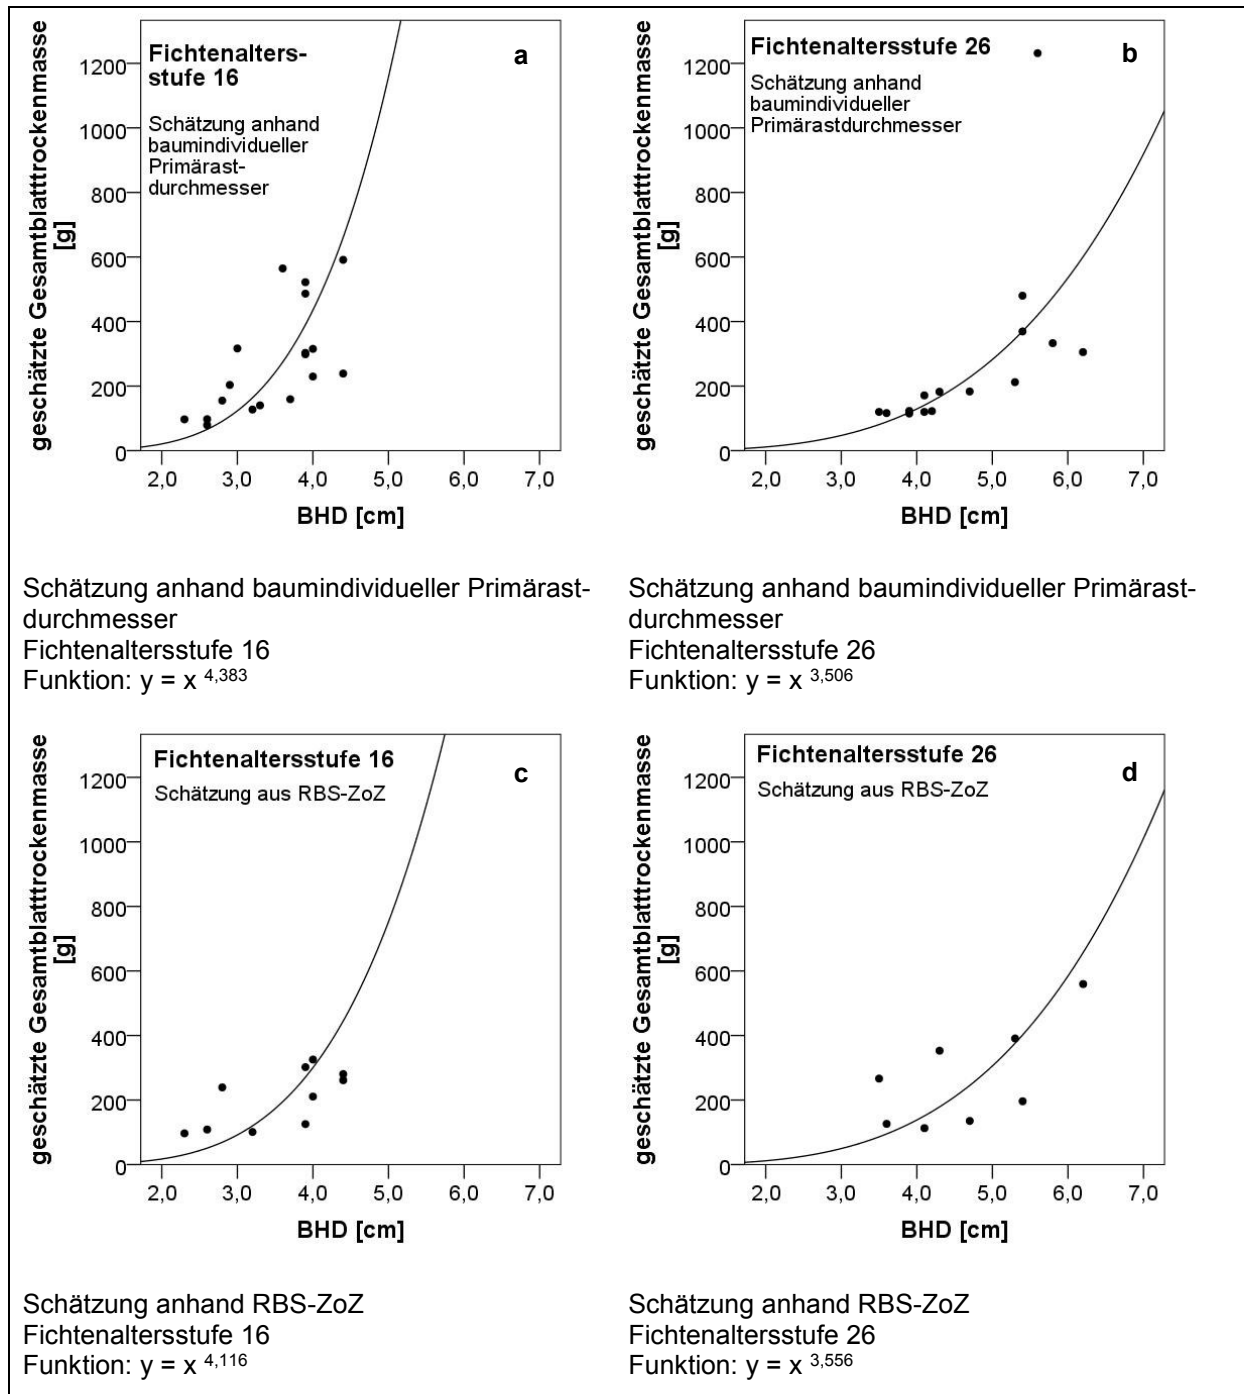 Fichtenalters-
stufe 16
a
Schätzung anhand
baumindividueller
Primärast-
durchmesser
geschätzte Gesamtblatttrockenmasse
[g]
1200
1000
800
600
400
200
0
2,0 3,0 4,0 5,0 6,0 7,0
BHD [cm]
Fichtenaltersstufe 26
b
Schätzung anhand
baumindividueller
Primärastdurchmesser
geschätzte Gesamtblatttrockenmasse
[g]
1200
1000
800
600
400
200
0
2,0 3,0 4,0 5,0 6,0 7,0
BHD [cm]
Schätzung anhand baumindividueller Primärast-
durchmesser
Fichtenaltersstufe 16
Funktion: y = x 4,383
Schätzung anhand baumindividueller Primärast-
durchmesser
Fichtenaltersstufe 26
Funktion: y = x 3,506
Fichtenaltersstufe 16
c
Schätzung aus RBS-ZoZ
geschätzte Gesamtblatttrockenmasse
[g]
1200
1000
800
600
400
200
0
2,0 3,0 4,0 5,0 6,0 7,0
BHD [cm]
Fichtenaltersstufe 26
d
Schätzung aus RBS-ZoZ
geschätzte Gesamtblatttrockenmasse
[g]
1200
1000
800
600
400
200
0
2,0 3,0 4,0 5,0 6,0 7,0
BHD [cm]
Schätzung anhand RBS-ZoZ
Fichtenaltersstufe 16
Funktion: y = x 4,116
Schätzung anhand RBS-ZoZ
Fichtenaltersstufe 26
Funktion: y = x 3,556